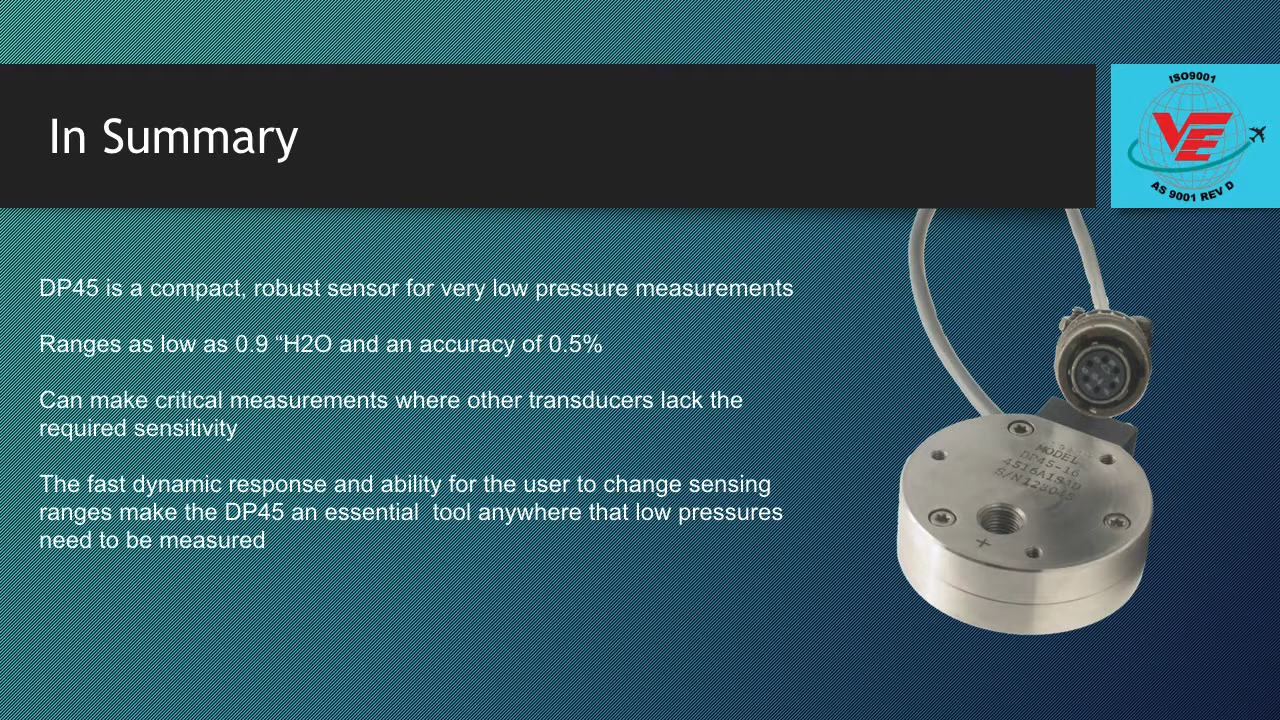 In Summary
ISO9001
VE
AS 9001 REV D
DP45 is a compact, robust sensor for very low pressure measurements
Ranges as low as 0.9 “H2O and an accuracy of 0.5%
Can make critical measurements where other transducers lack the
required sensitivity
The fast dynamic response and ability for the user to change sensing
ranges make the DP45 an essential  tool anywhere that low pressures
need to be measured
MODEL
DP45-16
S/N
+